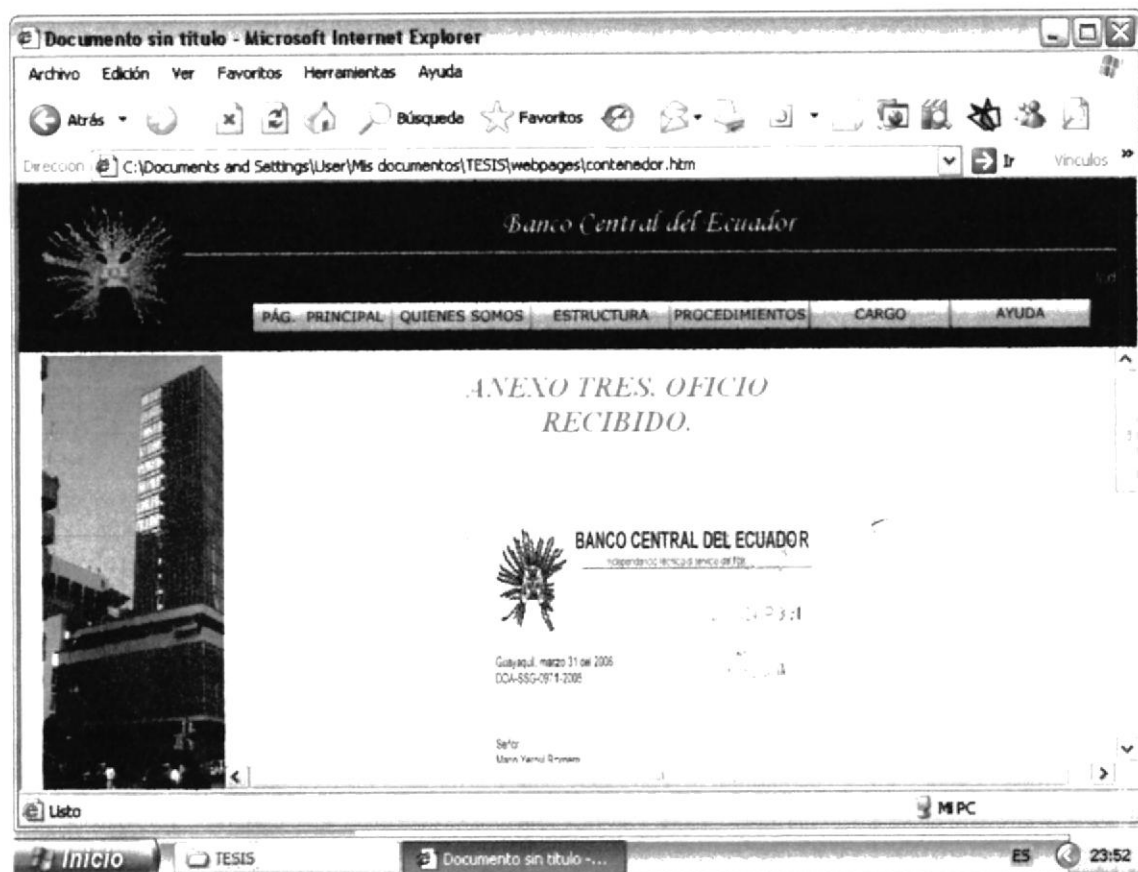 Documento sin título - Microsoft Internet Explorer
Archivo Edición Ver Favoritos Herramientas Ayuda
Atrás Búsqueda Favoritos
Dirección C:\Documents and Settings\User\Mis documentos\TESIS\webpages\contenedor.htm Ir Vínculos »
Banco Central del Ecuador
PÁG. PRINCIPAL QUIENES SOMOS ESTRUCTURA PROCEDIMIENTOS CARGO AYUDA
ANEXO TRES. OFICIO
RECIBIDO.
BANCO CENTRAL DEL ECUADOR
Guayaquil, marzo 31 del 2006
Señor
Listo MI PC
Inicio TESIS Documento sin título -... ES 23:52